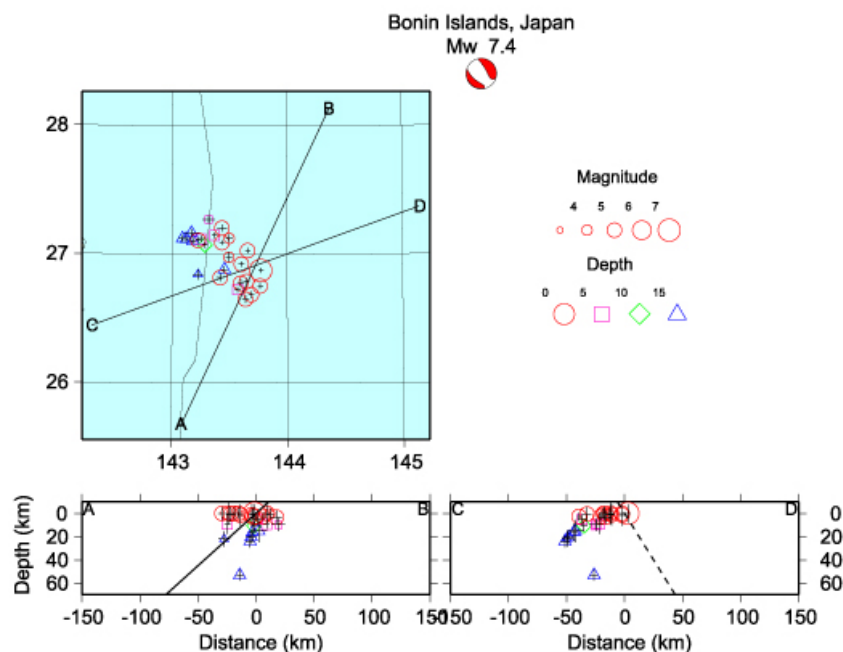 Bonin Islands, Japan
Mw 7.4
28
27
26
143 144 145
A
B
C
D
Magnitude
4 5 6 7
Depth
0 5 10 15
A B
C D
Depth (km)
0
20
40
60
0
20
40
60
-150 -100 -50 0 50 100 150
-150 -100 -50 0 50 100 150
Distance (km)
Distance (km)